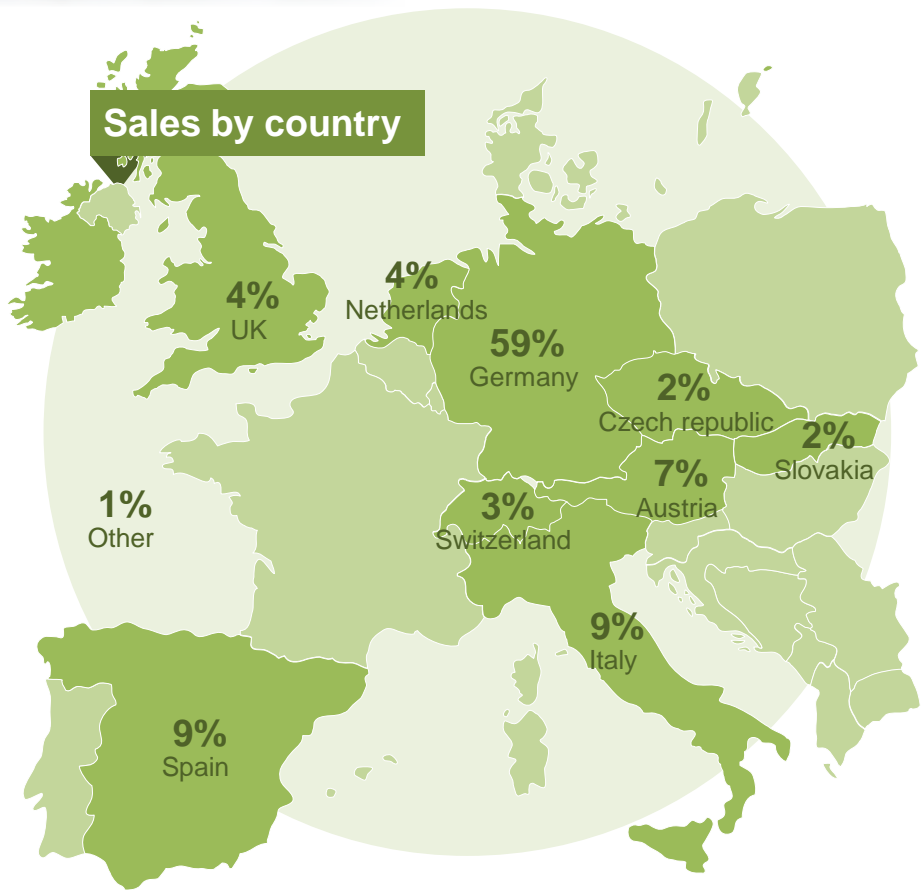 Sales by country
4%
UK
4%
Netherlands
59%
Germany
2%
Czech republic
2%
Slovakia
7%
Austria
3%
Switzerland
1%
Other
9%
Italy
9%
Spain